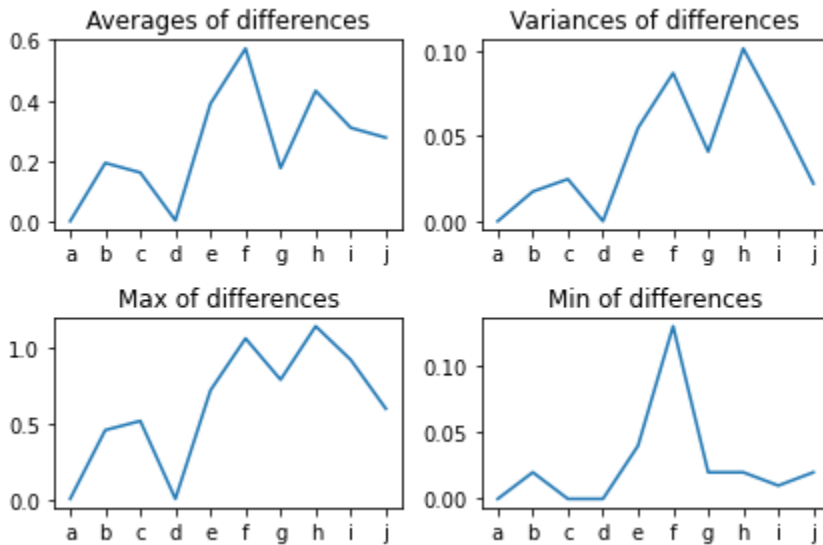 Averages of differences
0.6
0.4
0.2
0.0
a b c d e f g h i j
Variances of differences
0.10
0.05
0.00
a b c d e f g h i j
Max of differences
1.0
0.5
0.0
a b c d e f g h i j
Min of differences
0.10
0.05
0.00
a b c d e f g h i j